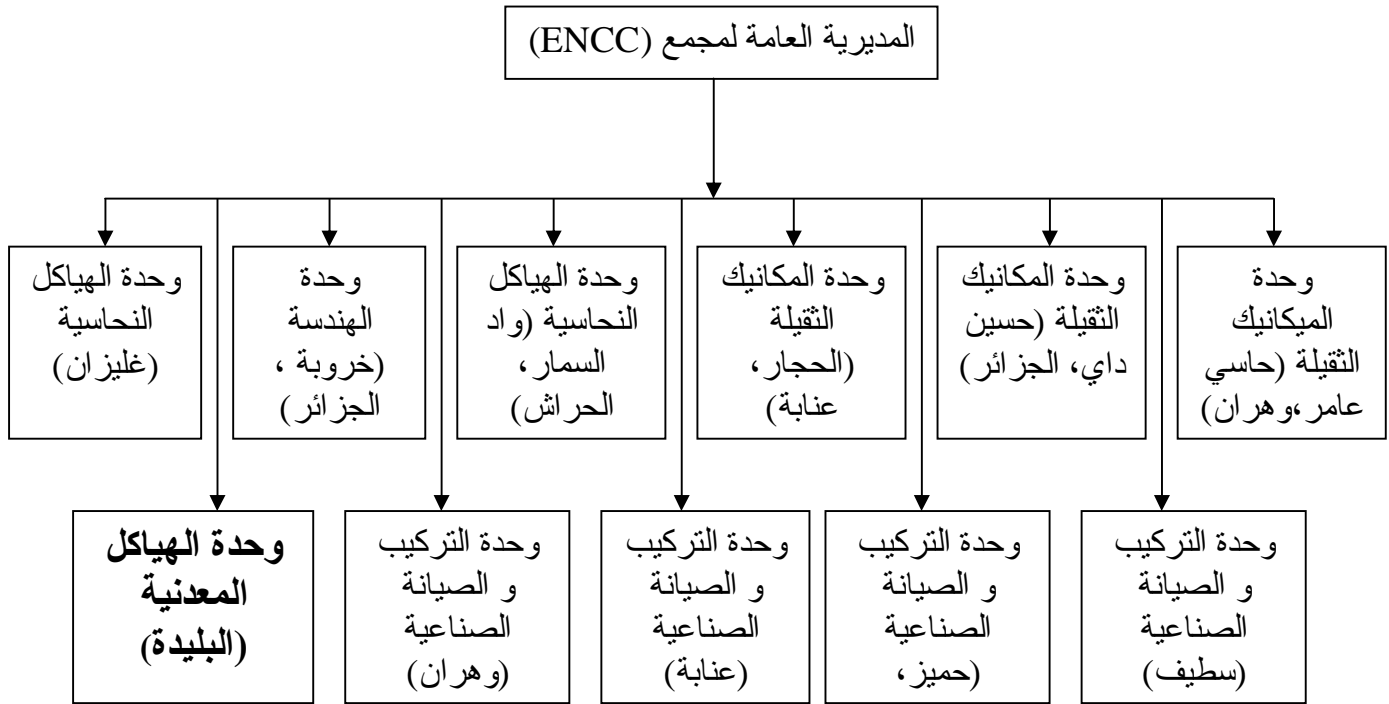 المديرية العامة لمجمع (ENCC)
وحدة
الميكانيك
الثقيلة (حاسي
عامر،وهران)
وحدة المكانيك
الثقيلة (حسين
داي، الجزائر)
وحدة المكانيك
الثقيلة
(الحجار،
عنابة)
وحدة الهياكل
النحاسية (واد
السمار،
الحراش)
وحدة
الهندسة
(خروبة ،
الجزائر)
وحدة الهياكل
النحاسية
(غليزان)
وحدة التركيب
و الصيانة
الصناعية
(سطيف)
وحدة التركيب
و الصيانة
الصناعية
(حميز،
وحدة التركيب
و الصيانة
الصناعية
(عنابة)
وحدة التركيب
و الصيانة
الصناعية
(وهران)
وحدة الهياكل
المعدنية
(البليدة)